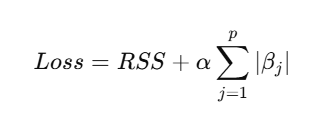 Loss = RSS + α∑_{j=1}^{p} |β_j|